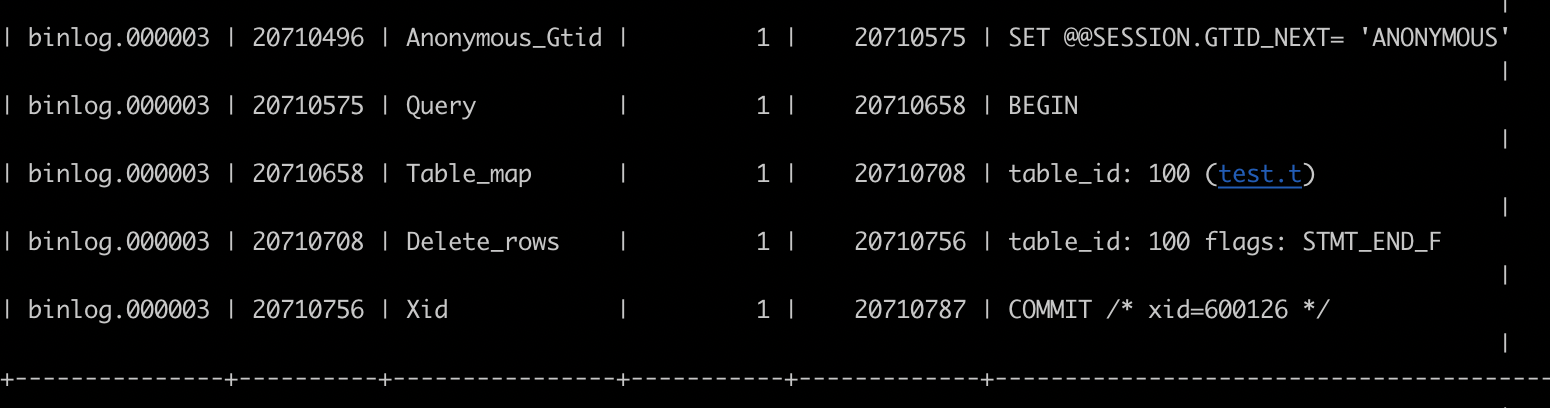 | binlog.000003 | 20710496 | Anonymous_Gtid | 1 | 20710575 | SET @@SESSION.GTID_NEXT= 'ANONYMOUS'
|
| binlog.000003 | 20710575 | Query | 1 | 20710658 | BEGIN
|
| binlog.000003 | 20710658 | Table_map | 1 | 20710708 | table_id: 100 (test.t)
|
| binlog.000003 | 20710708 | Delete_rows | 1 | 20710756 | table_id: 100 flags: STMT_END_F
|
| binlog.000003 | 20710756 | Xid | 1 | 20710787 | COMMIT /* xid=600126 */
|
+---------------+----------+----------------+-----------+-------------+----------------------------------------